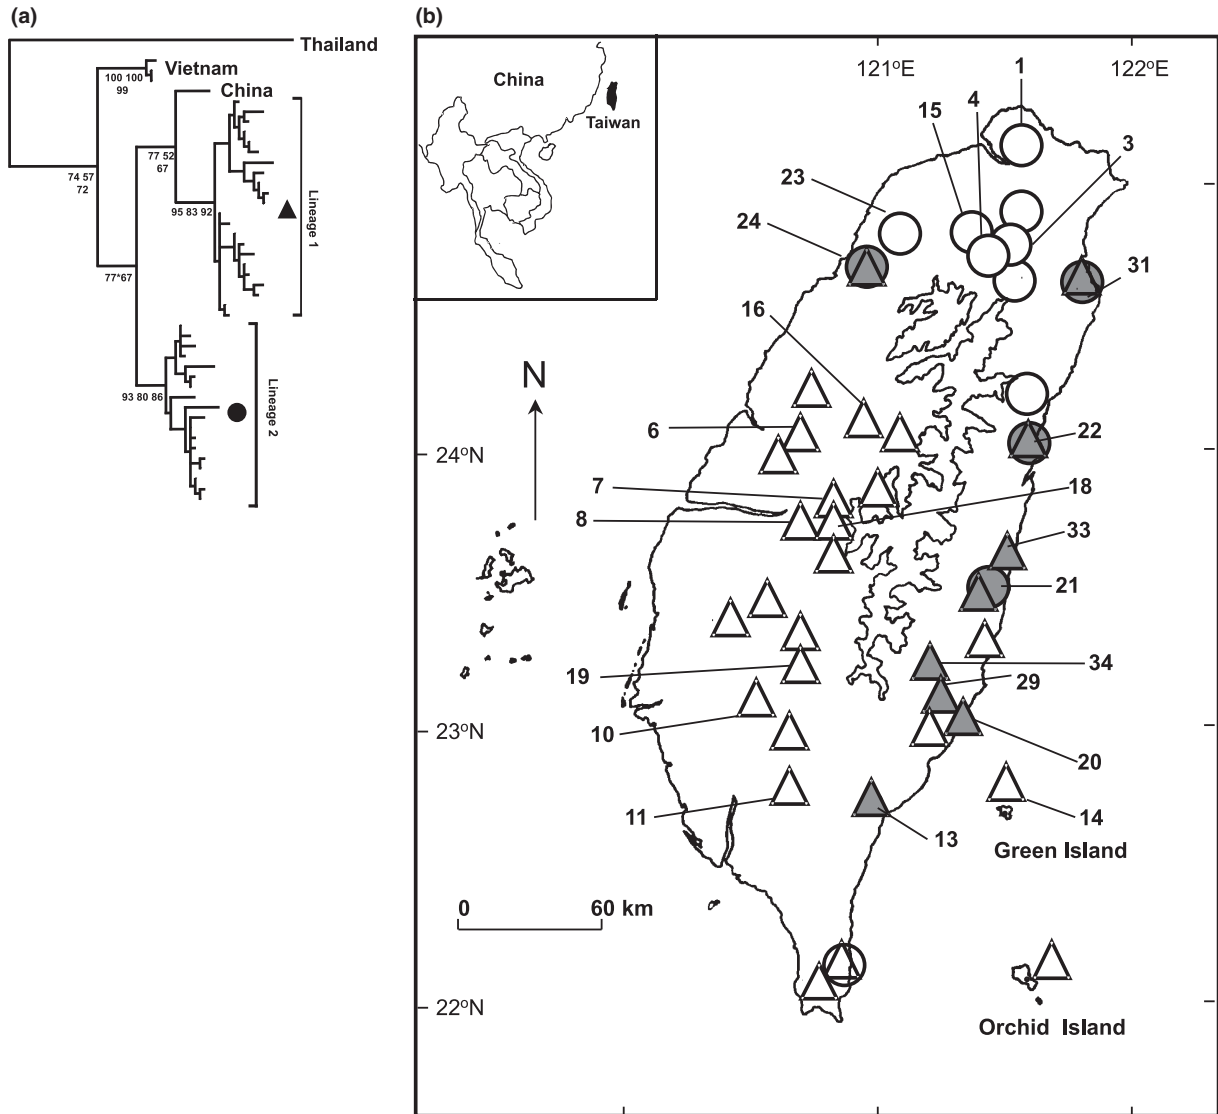 (a)
Thailand
Vietnam
100 100
99
China
77 52
67
74 57
72
95 83 92
Lineage 1
77*67
93 80 86
Lineage 2
(b)
China
Taiwan
121°E
122°E
1
4
15
3
23
24
31
16
N
6
22
24°N
7
18
8
33
21
34
19
29
23°N
10
20
11
14
13
Green Island
0 60 km
22°N
Orchid Island